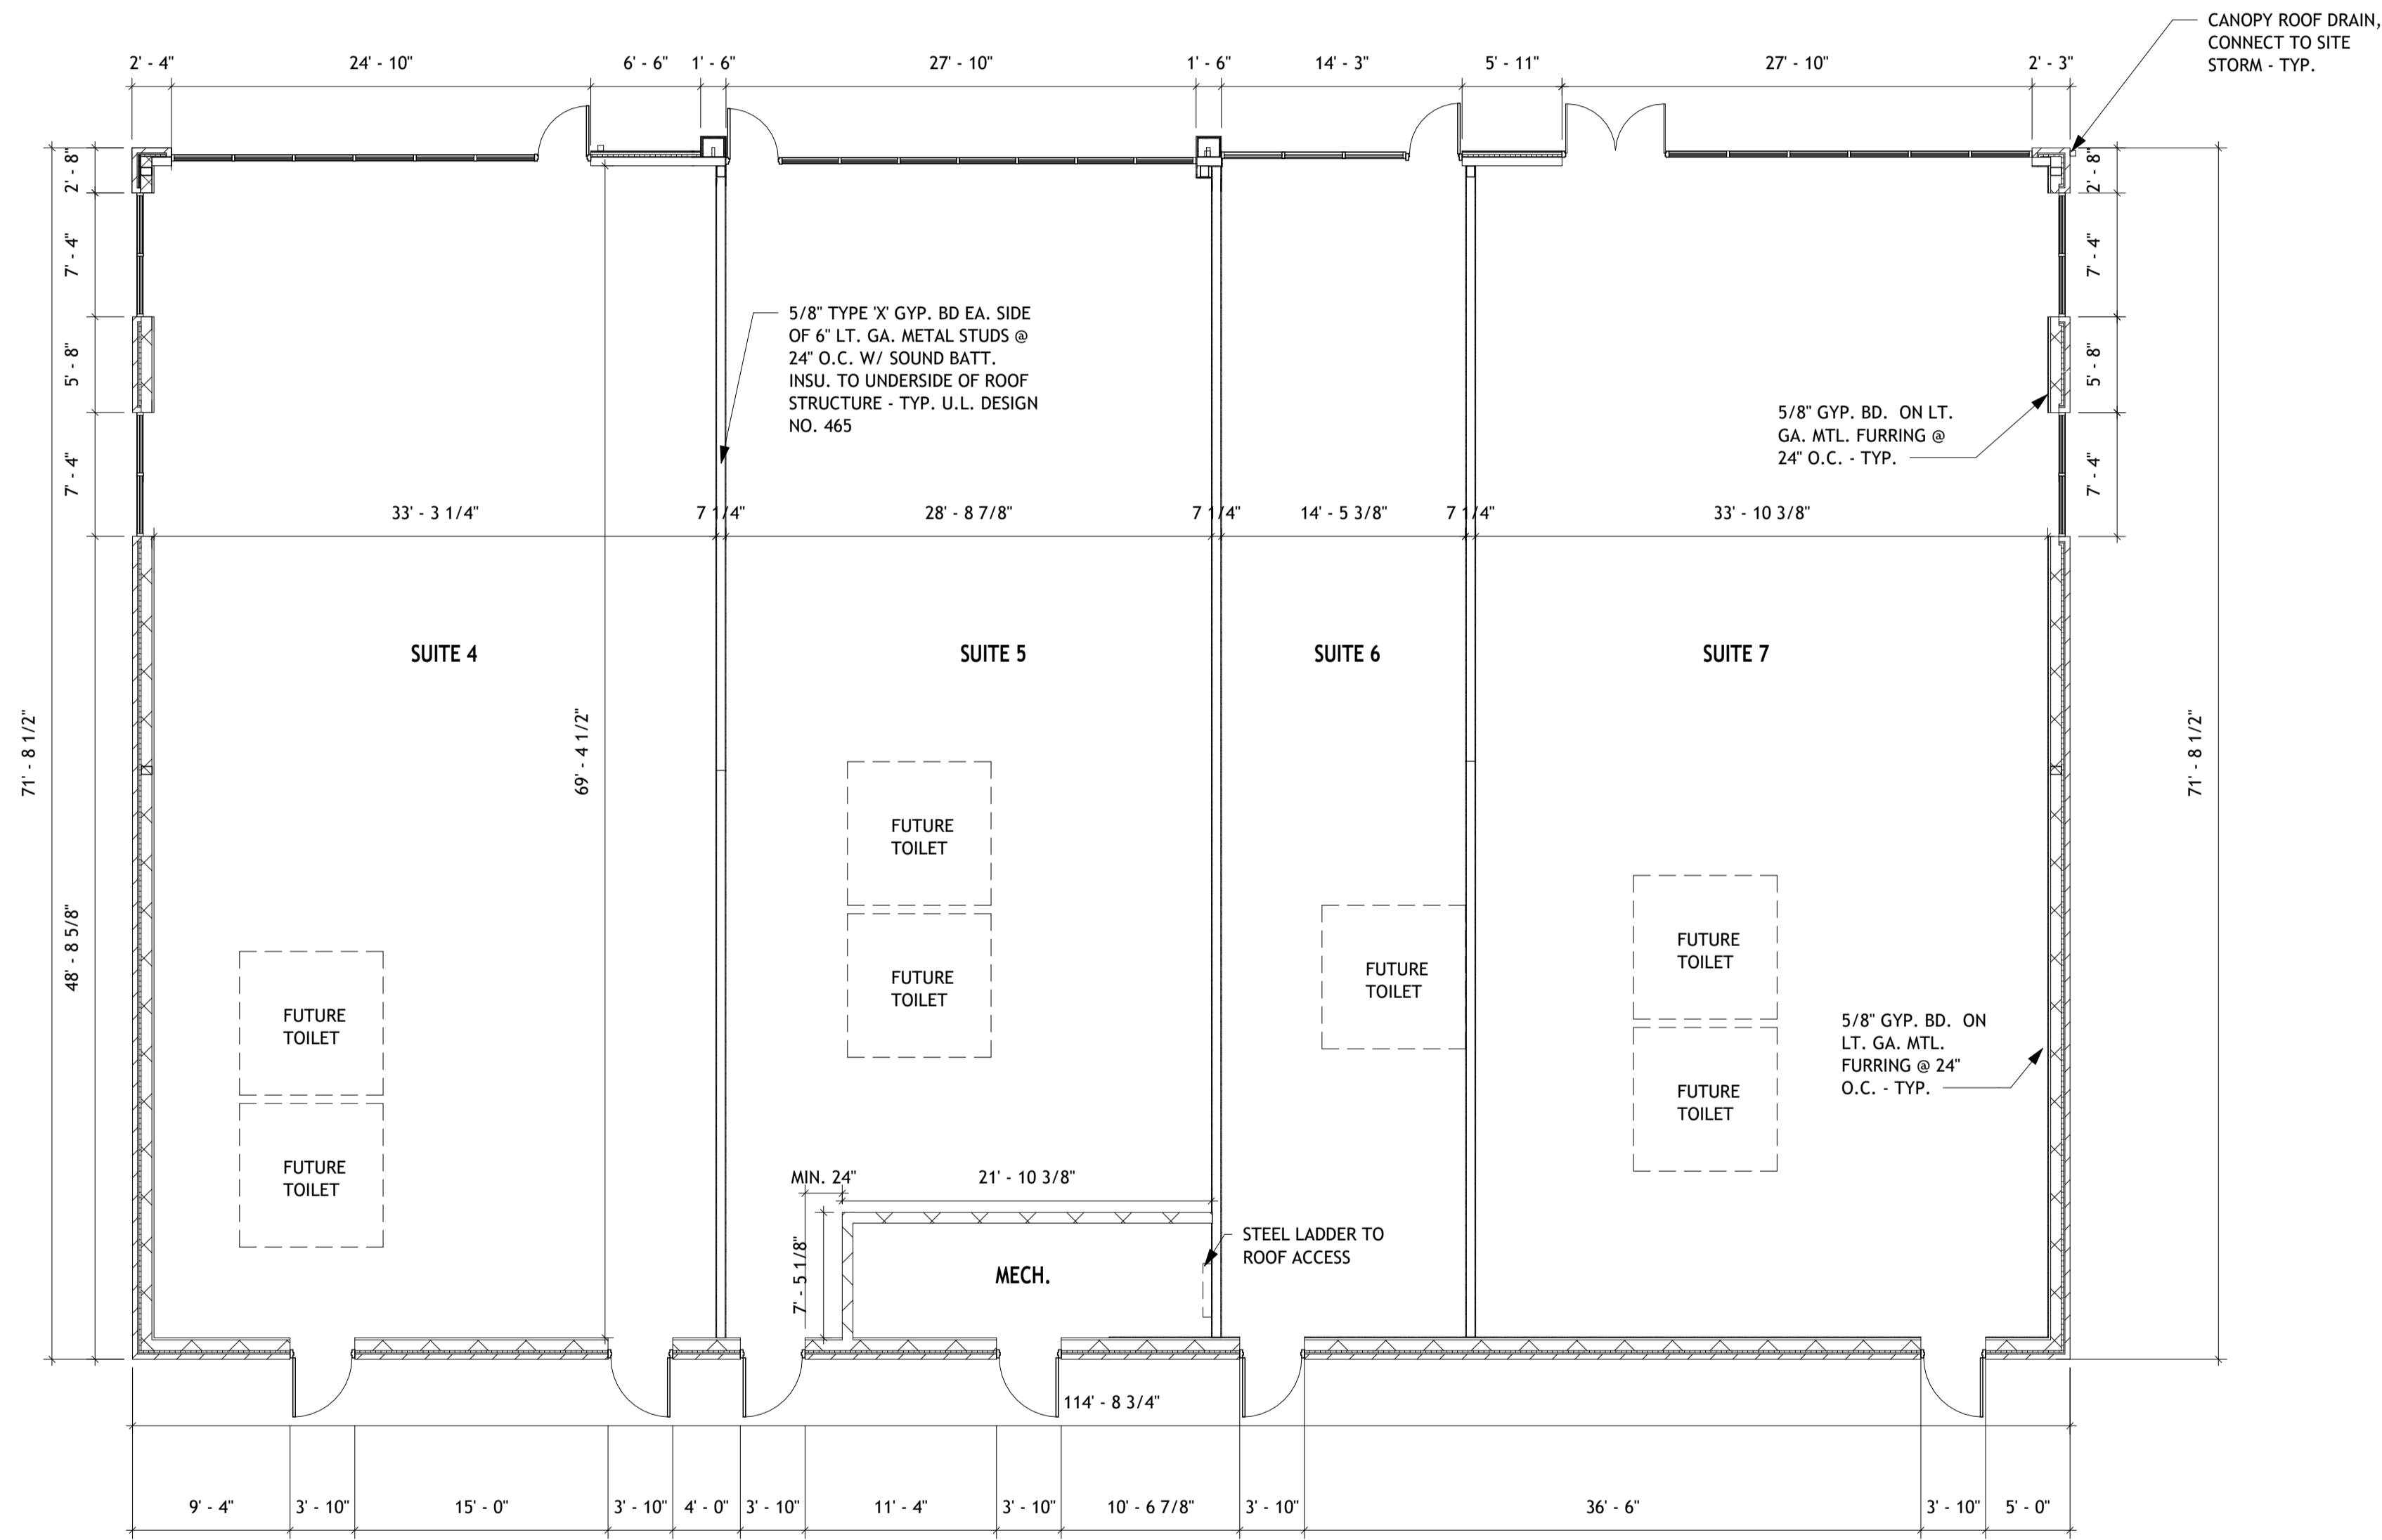 CANOPY ROOF DRAIN,
CONNECT TO SITE
STORM - TYP.
2' - 4"
24' - 10"
6' - 6"
1' - 6"
27' - 10"
1' - 6"
14' - 3"
5' - 11"
27' - 10"
2' - 3"
2' - 8"
7' - 4"
5' - 8"
7' - 4"
48' - 8 5/8"
71' - 8 1/2"
2' - 8"
7' - 4"
5' - 8"
7' - 4"
71' - 8 1/2"
5/8" TYPE 'X' GYP. BD EA. SIDE
OF 6" LT. GA. METAL STUDS @
24" O.C. W/ SOUND BATT.
INSU. TO UNDERSIDE OF ROOF
STRUCTURE - TYP. U.L. DESIGN
NO. 465
5/8" GYP. BD. ON LT.
GA. MTL. FURRING @
24" O.C. - TYP.
33' - 3 1/4"
7 1/4"
28' - 8 7/8"
7 1/4"
14' - 5 3/8"
7 1/4"
33' - 10 3/8"
SUITE 4
SUITE 5
SUITE 6
SUITE 7
69' - 4 1/2"
FUTURE
TOILET
FUTURE
TOILET
FUTURE
TOILET
FUTURE
TOILET
FUTURE
TOILET
FUTURE
TOILET
FUTURE
TOILET
5/8" GYP. BD. ON
LT. GA. MTL.
FURRING @ 24"
O.C. - TYP.
MIN. 24"
21' - 10 3/8"
7' - 5 1/8"
STEEL LADDER TO
ROOF ACCESS
MECH.
114' - 8 3/4"
9' - 4"
3' - 10"
15' - 0"
3' - 10"
4' - 0"
3' - 10"
11' - 4"
3' - 10"
10' - 6 7/8"
3' - 10"
36' - 6"
3' - 10"
5' - 0"